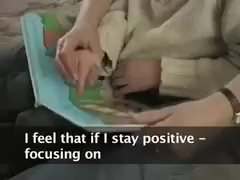 I feel that if I stay positive –
focusing on